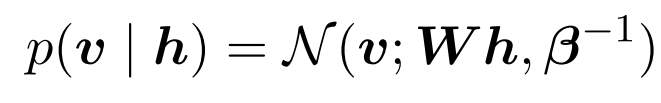 p(v | h) = 𝒩(v; Wh, β⁻¹)